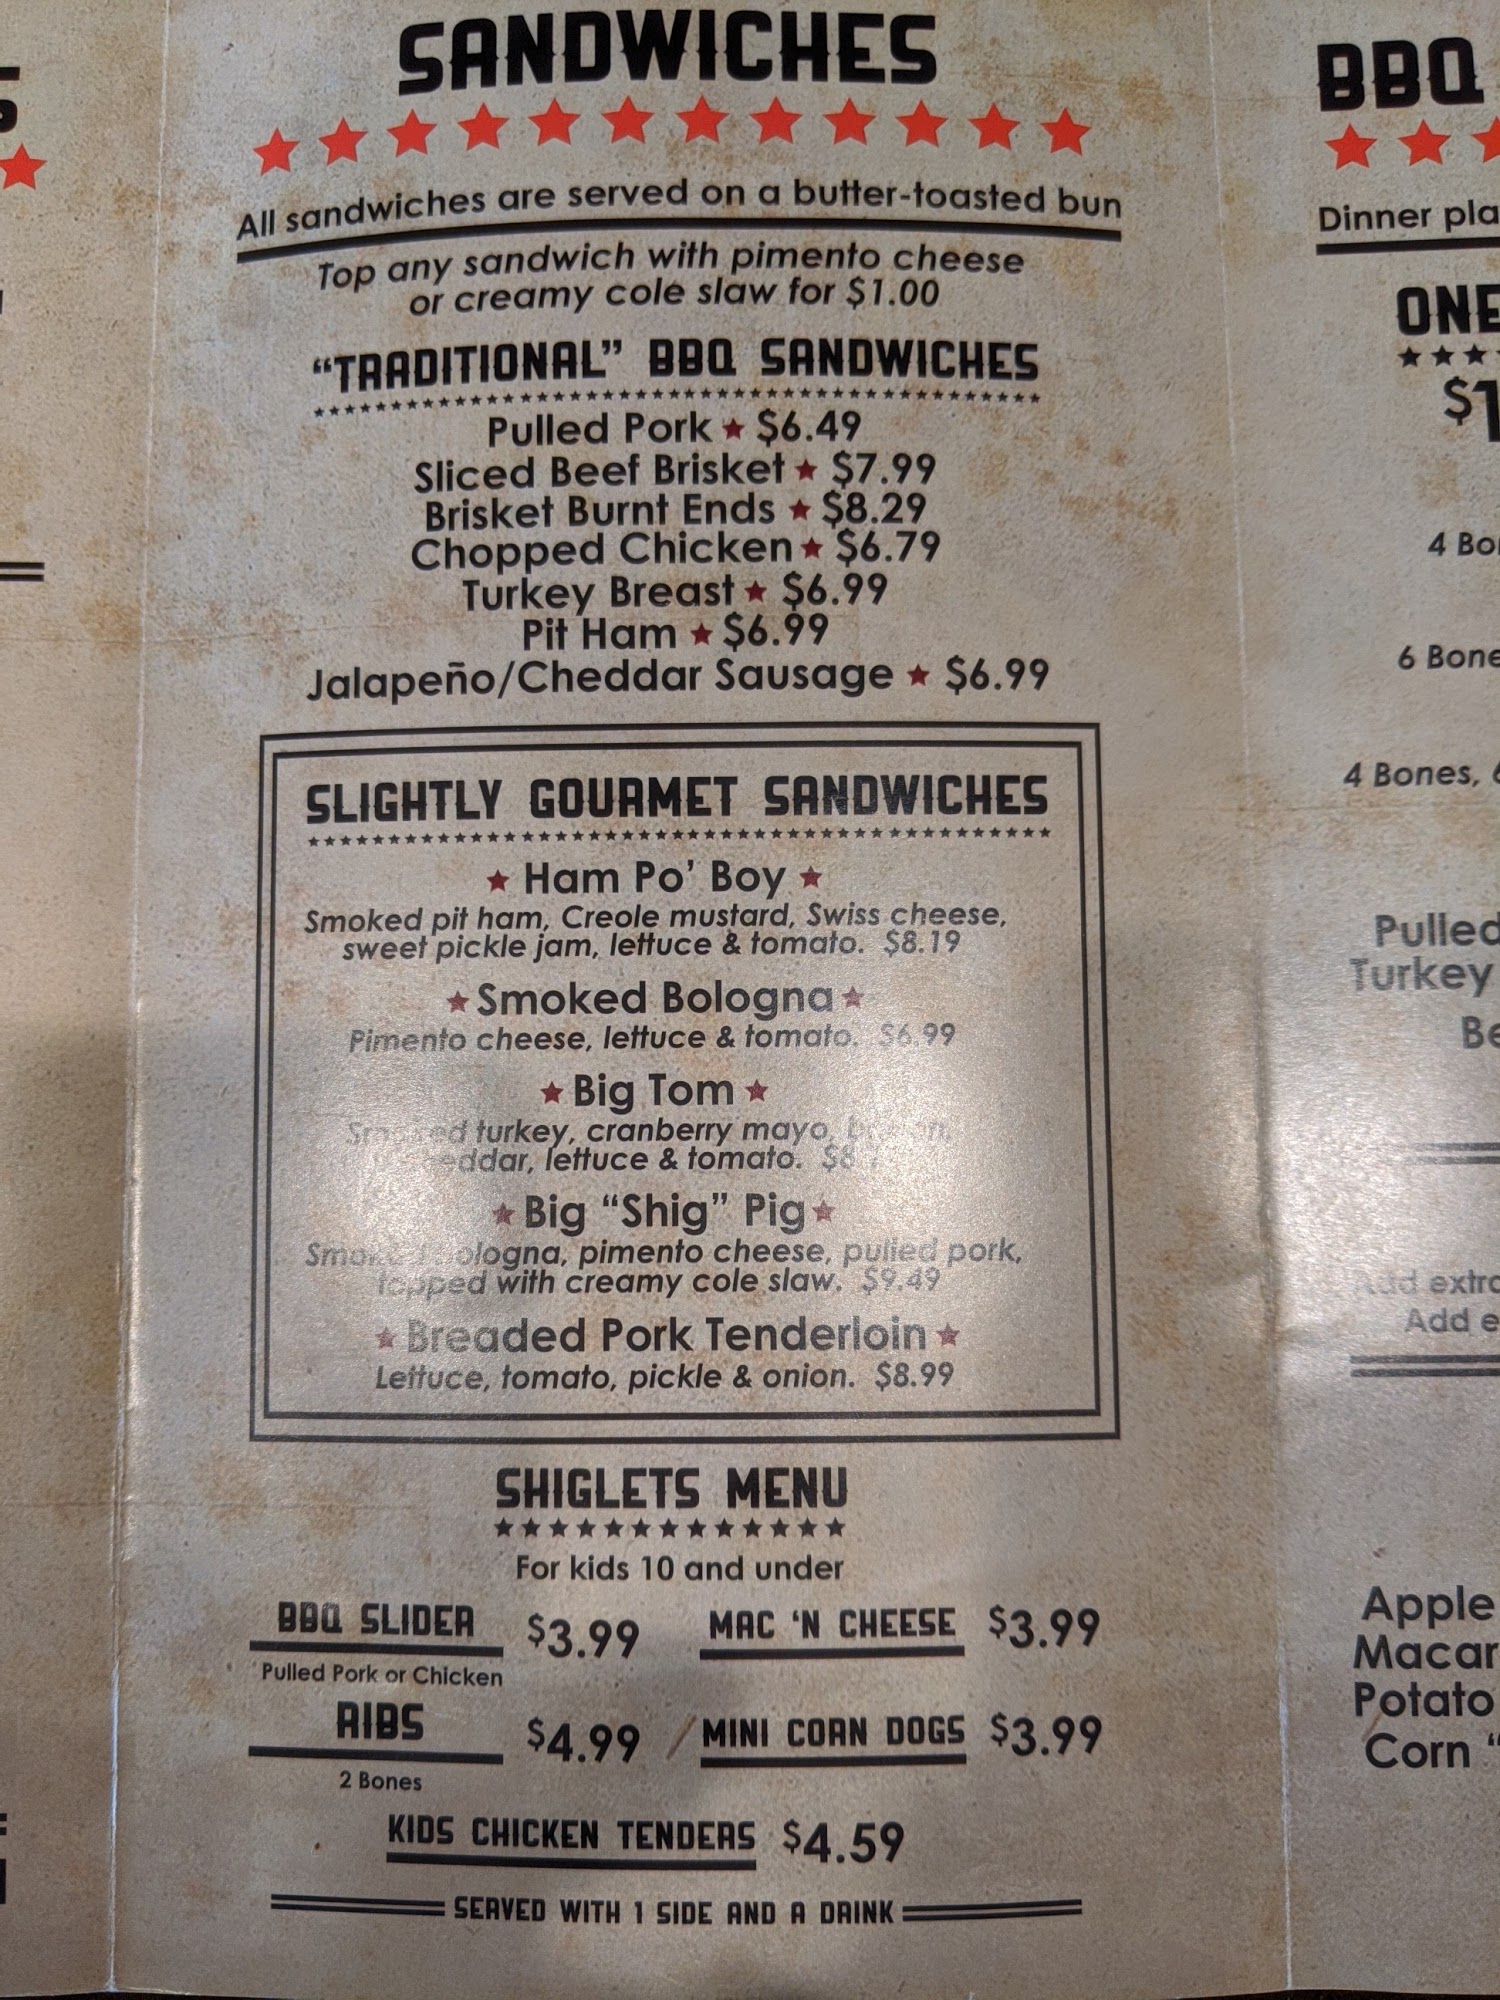 SANDWICHES
All sandwiches are served on a butter-toasted bun
Top any sandwich with pimento cheese
or creamy cole slaw for $1.00
“TRADITIONAL” BBQ SANDWICHES
Pulled Pork ★ $6.49
Sliced Beef Brisket ★ $7.99
Brisket Burnt Ends ★ $8.29
Chopped Chicken ★ $6.79
Turkey Breast ★ $6.99
Pit Ham ★ $6.99
Jalapeño/Cheddar Sausage ★ $6.99
SLIGHTLY GOURMET SANDWICHES
★ Ham Po’ Boy ★
Smoked pit ham, Creole mustard, Swiss cheese,
sweet pickle jam, lettuce & tomato. $8.19
★ Smoked Bologna ★
Pimento cheese, lettuce & tomato. $6.99
★ Big Tom ★
Smoked turkey, cranberry mayo,
lettuce & tomato.
★ Big “Shig” Pig ★
Smoked bologna, pimento cheese, pulled pork,
topped with creamy cole slaw. $9.49
★ Breaded Pork Tenderloin ★
Lettuce, tomato, pickle & onion. $8.99
SHIGLETS MENU
For kids 10 and under
BBQ SLIDER $3.99
Pulled Pork or Chicken
MAC ‘N CHEESE $3.99
RIBS $4.99
2 Bones
MINI CORN DOGS $3.99
KIDS CHICKEN TENDERS $4.59
SERVED WITH 1 SIDE AND A DRINK
BBQ
Dinner
ONE
4
6
4 Bones,
Pulled
Turkey
extra
Add
Apple
Potato
Corn